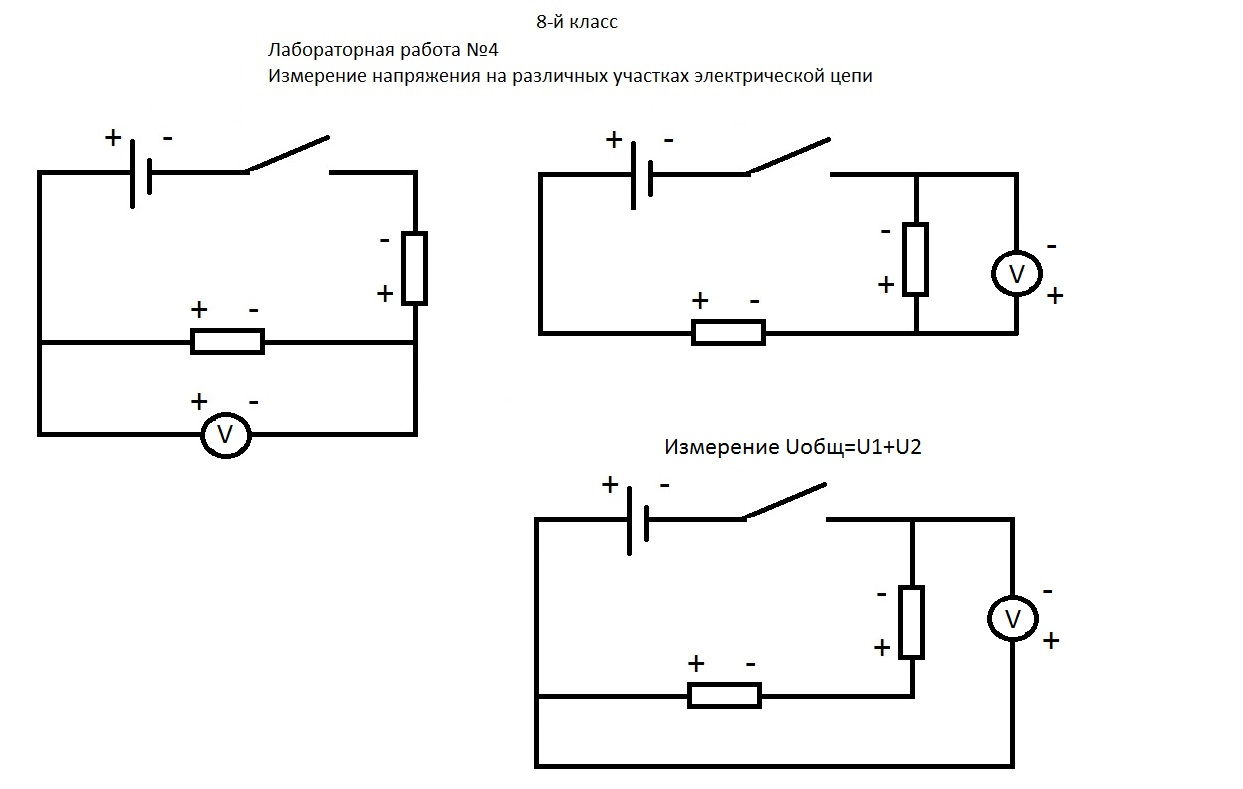 8-й класс
Лабораторная работа №4
Измерение напряжения на различных участках электрической цепи
+ -
+ -
-
+
-
+
V
-
+
+ -
+ -
+ -
V
Измерение Uобщ=U1+U2
+ -
-
+
V
-
+
+ -